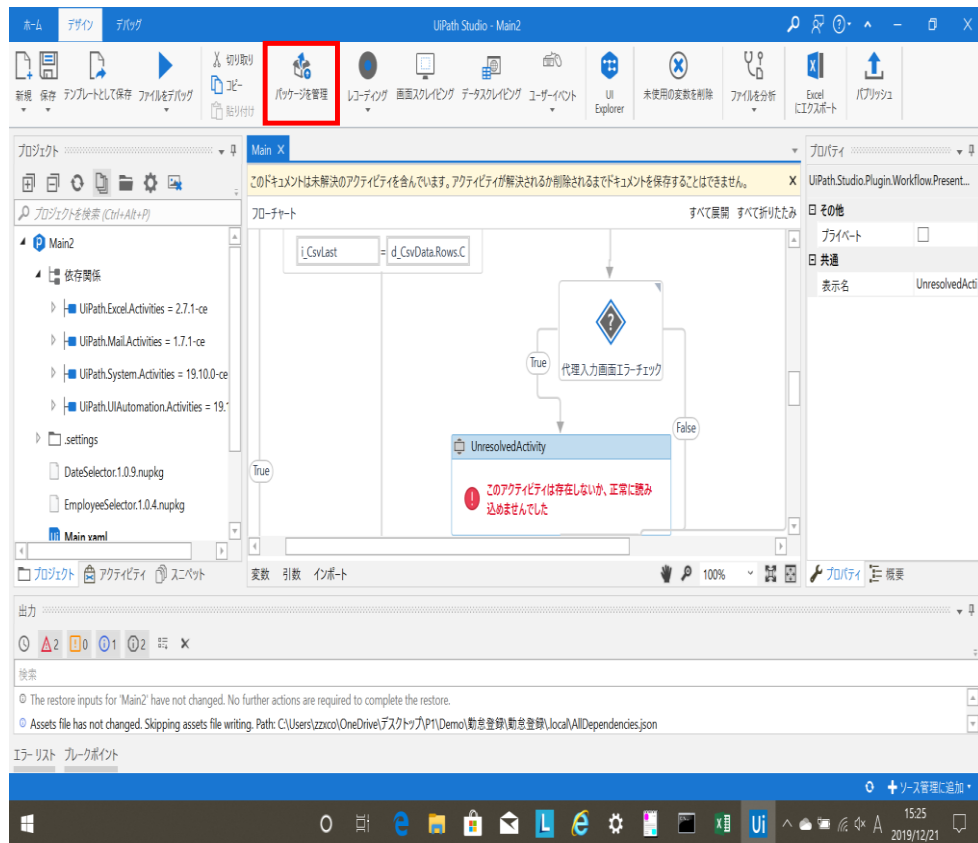 ホーム デザイン デバッグ UiPath Studio - Main2
新規 保存 テンプレートとして保存 ファイルをデバッグ
切り取り
コピー
貼り付け
パッケージを管理 レコーディング 画面スクレイピング データスクレイピング ユーザーイベント
UI Explorer
未使用の変数を削除 ファイルを分析
Excel にエクスポート
パブリッシュ
プロジェクト
プロジェクトを検索 (Ctrl+Alt+P)
Main2
依存関係
UiPath.Excel.Activities = 2.7.1-ce
UiPath.Mail.Activities = 1.7.1-ce
UiPath.System.Activities = 19.10.0-ce
UiPath.UIAutomation.Activities = 19.
.settings
DateSelector.1.0.9.nupkg
EmployeeSelector.1.0.4.nupkg
Main.xaml
プロジェクト アクティビティ スニペット
Main
このドキュメントは未解決のアクティビティを含んでいます。アクティビティが解決されるか削除されるまでドキュメントを保存することはできません。 X
フローチャート すべて展開 すべて折りたたみ
i_CsvLast = d_CsvData.Rows.C
代理入力画面エラーチェック
True
False
True
UnresolvedActivity
このアクティビティは存在しないか、正常に読み込めませんでした
変数 引数 インポート 100%
プロパティ
UiPath.Studio.Plugin.Workflow.Present...
その他
プライベート
共通
表示名 UnresolvedActi
プロパティ 概要
出力
2 0 1 2
検索
The restore inputs for 'Main2' have not changed. No further actions are required to complete the restore.
Assets file has not changed. Skipping assets file writing. Path: C:\Users\zzxco\OneDrive\デスクトップ\P1\Demo\勤怠登録\勤怠登録\.local\AllDependencies.json
エラー リスト ブレークポイント
ソース管理に追加
L Ui A
15:25
2019/12/21